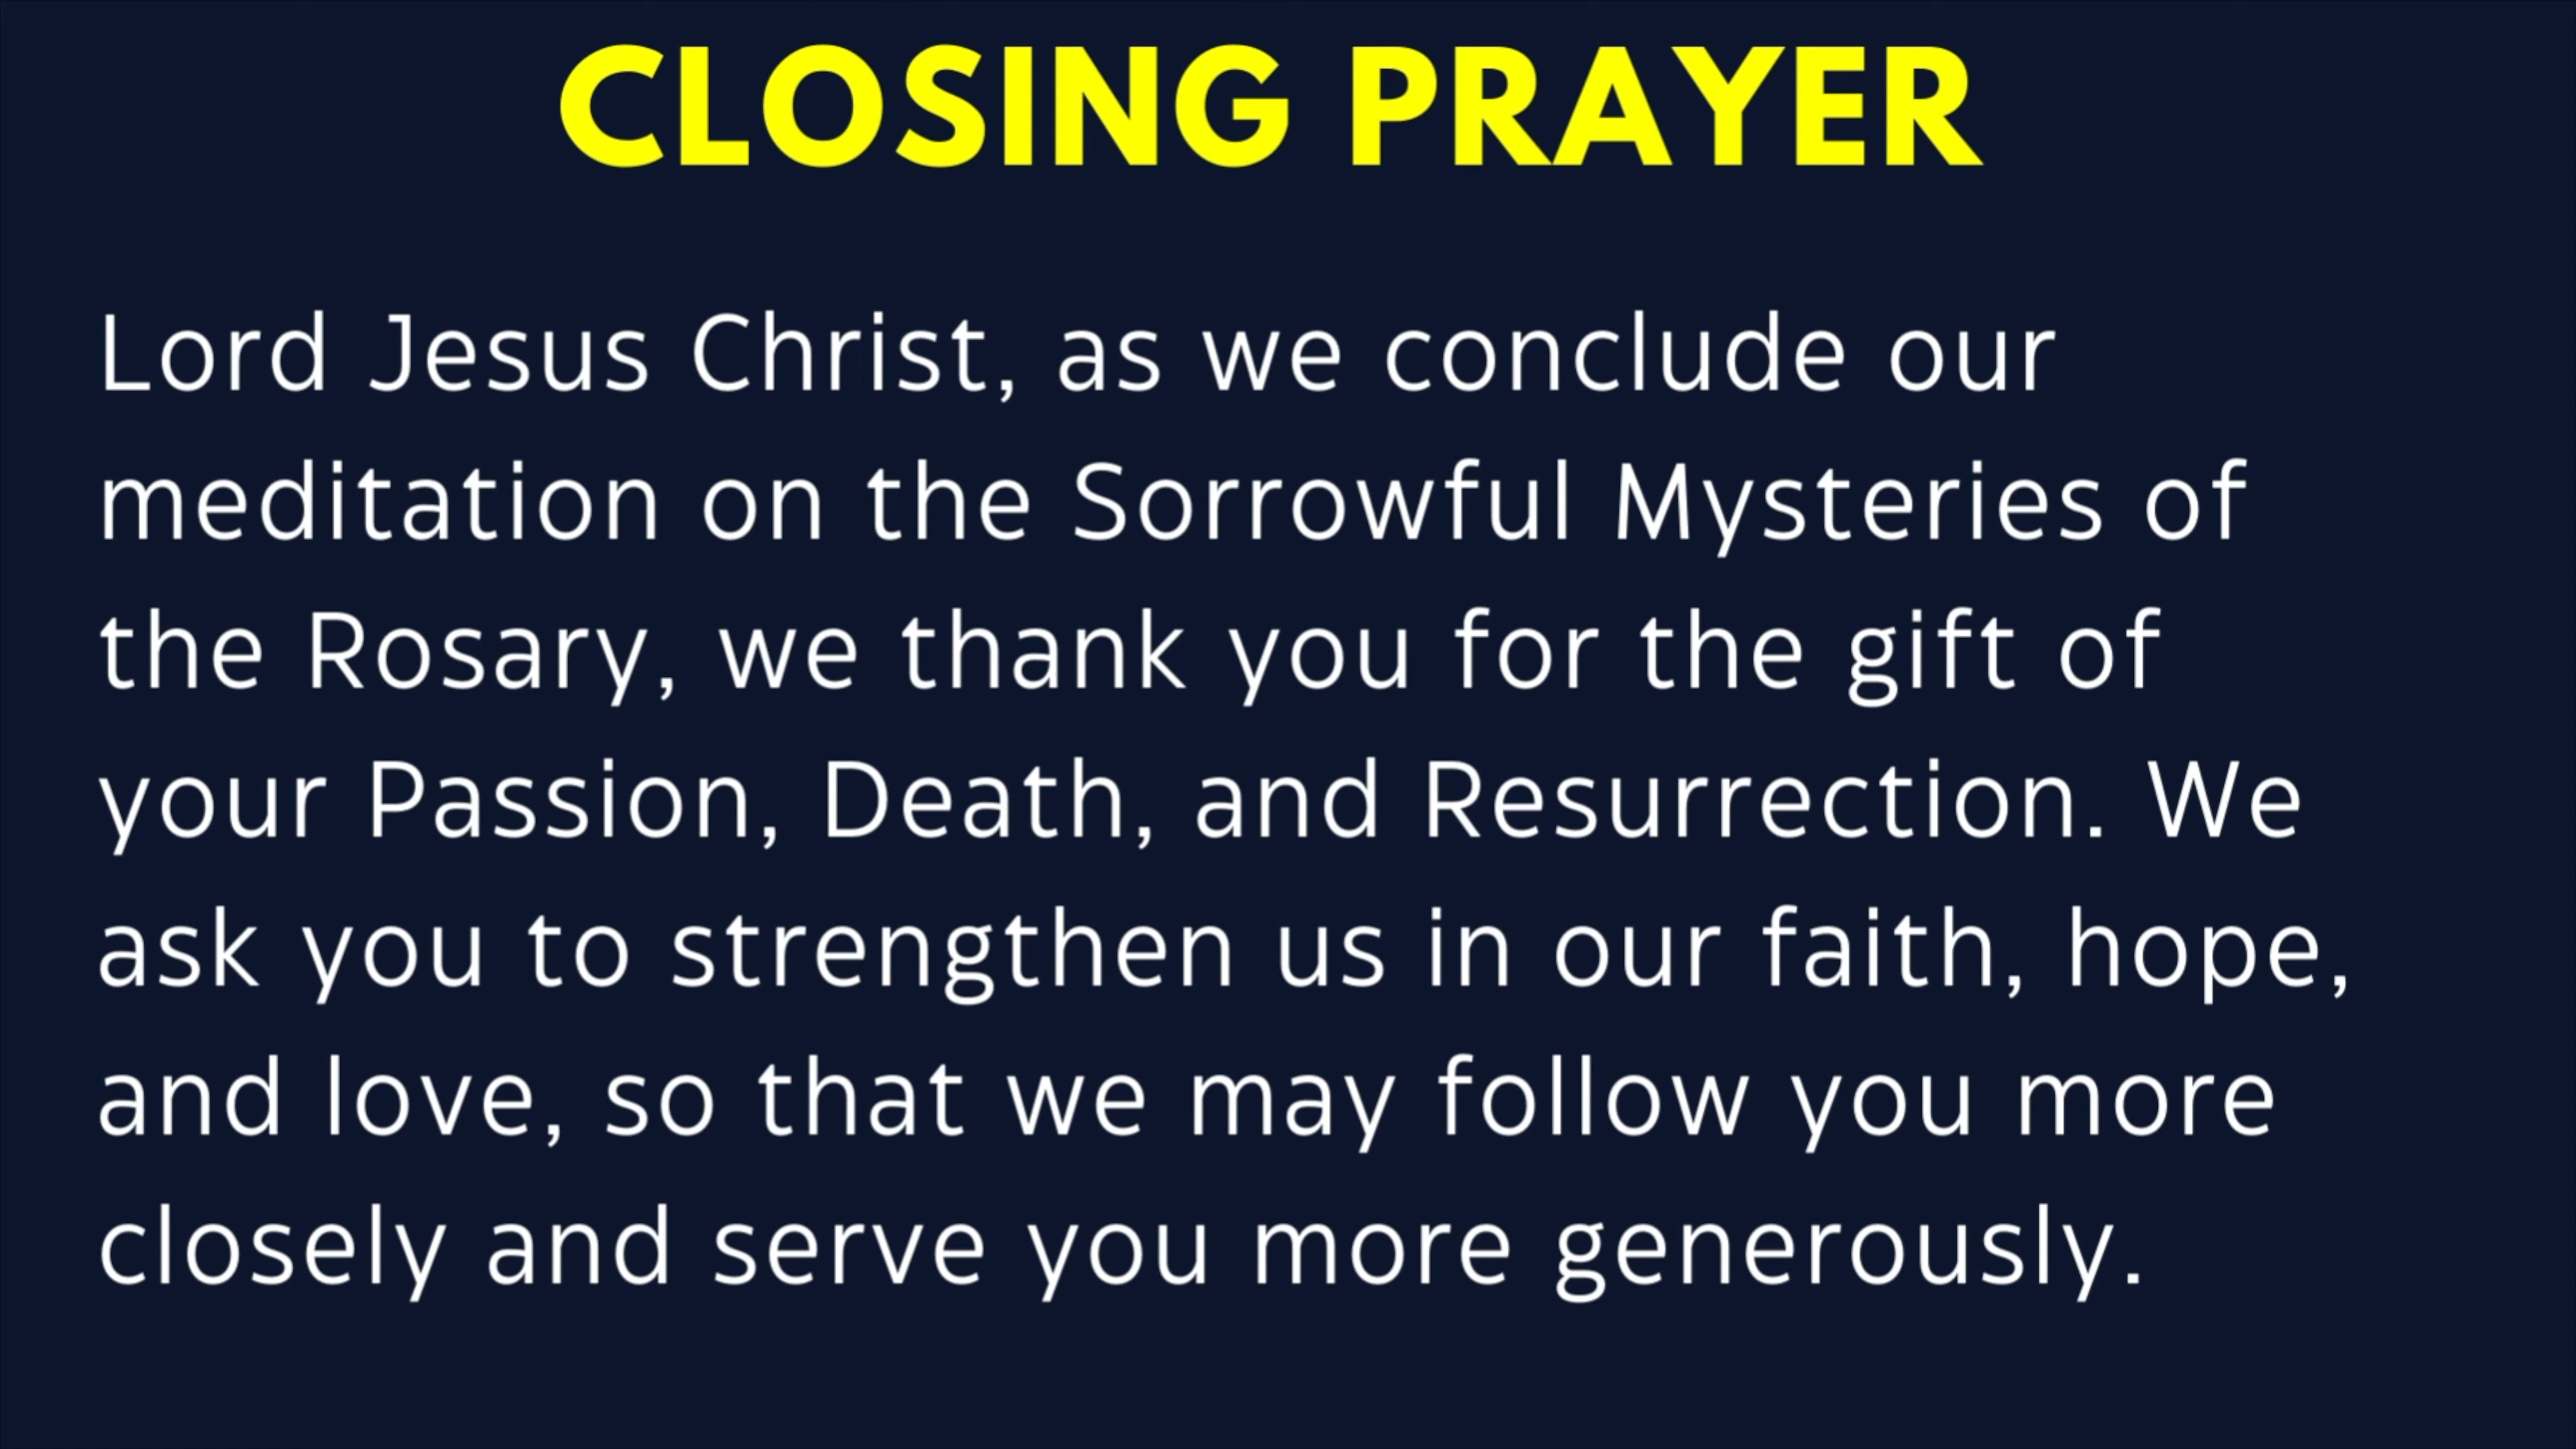 CLOSING PRAYER
Lord Jesus Christ, as we conclude our
meditation on the Sorrowful Mysteries of
the Rosary, we thank you for the gift of
your Passion, Death, and Resurrection. We
ask you to strengthen us in our faith, hope,
and love, so that we may follow you more
closely and serve you more generously.